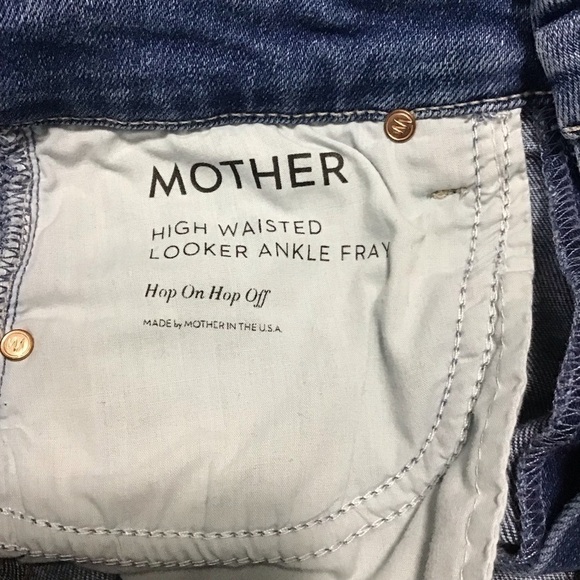 MOTHER
HIGH WAISTED
LOOKER ANKLE FRAY
Hop On Hop Off
MADE by MOTHER IN THE U.S.A.